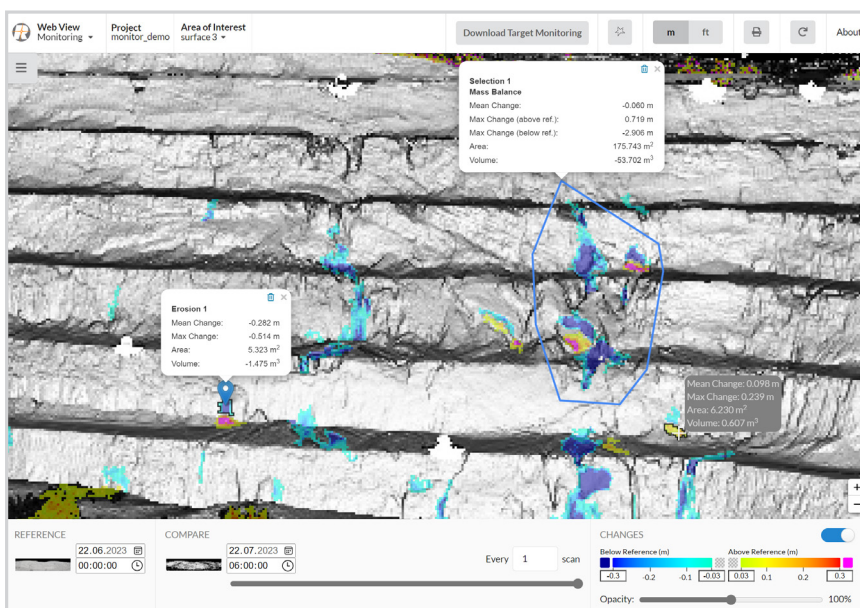 Web View
Monitoring
Project
monitor_demo
Area of Interest
surface 3
Download Target Monitoring
m
ft
About
Selection 1
Mass Balance
Mean Change: -0.060 m
Max Change (above ref.): 0.719 m
Max Change (below ref.): -2.906 m
Area: 175.743 m²
Volume: -53.702 m³
Erosion 1
Mean Change: -0.282 m
Max Change: -0.514 m
Area: 5.323 m²
Volume: -1.475 m³
Mean Change: 0.098 m
Max Change: 0.239 m
Area: 6.230 m²
Volume: 0.607 m³
+
−
REFERENCE
22.06.2023
00:00:00
COMPARE
22.07.2023
06:00:00
Every 1 scan
CHANGES
Below Reference (m) Above Reference (m)
-0.3 -0.2 -0.1 -0.03 0.03 0.1 0.2 0.3
Opacity: 100%